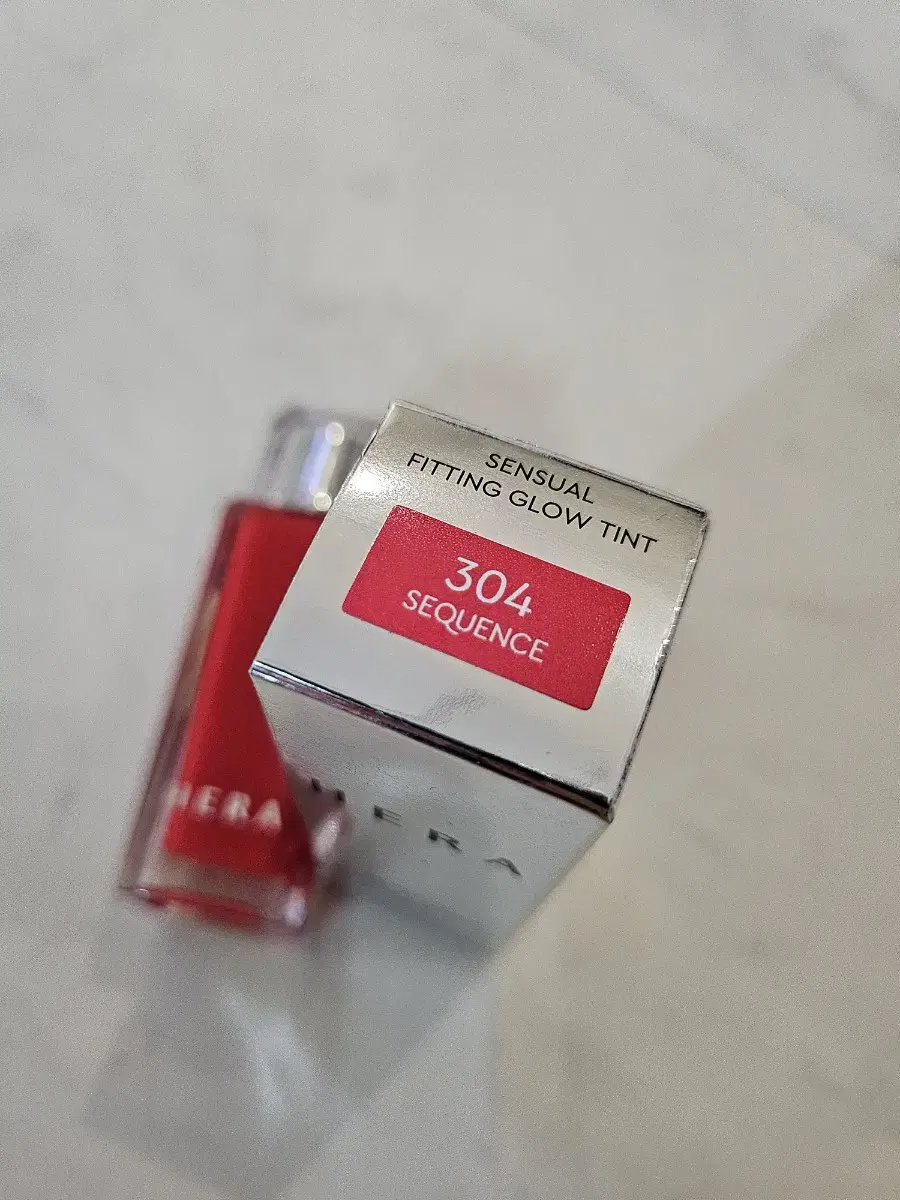 SENSUAL
FITTING GLOW TINT
304
SEQUENCE
HERA
HERA